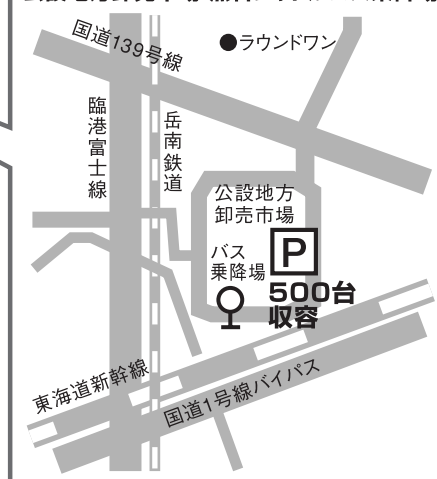 国道139号線
●ラウンドワン
臨港富士線
岳南鉄道
公設地方
卸売市場
P
バス
乗降場
500台
収容
東海道新幹線
国道1号線バイパス